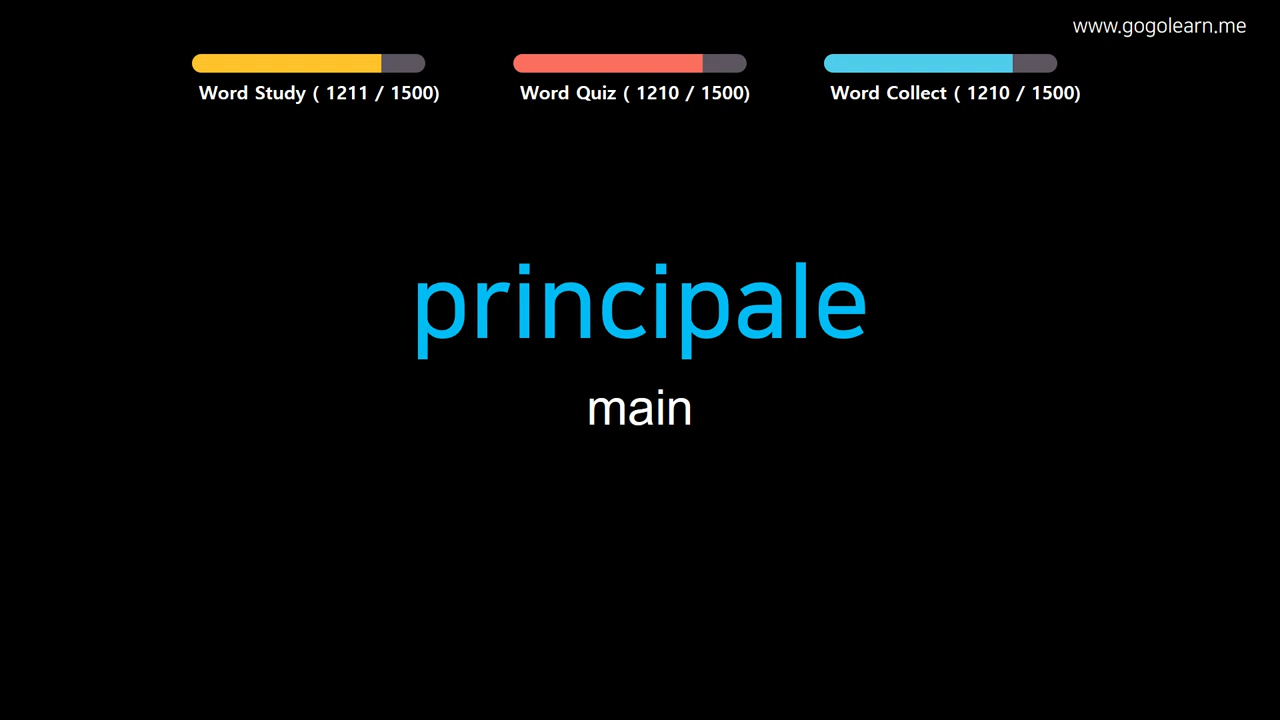 www.gogolearn.me
Word Study ( 1211 / 1500)
Word Quiz ( 1210 / 1500)
Word Collect ( 1210 / 1500)
principale
main